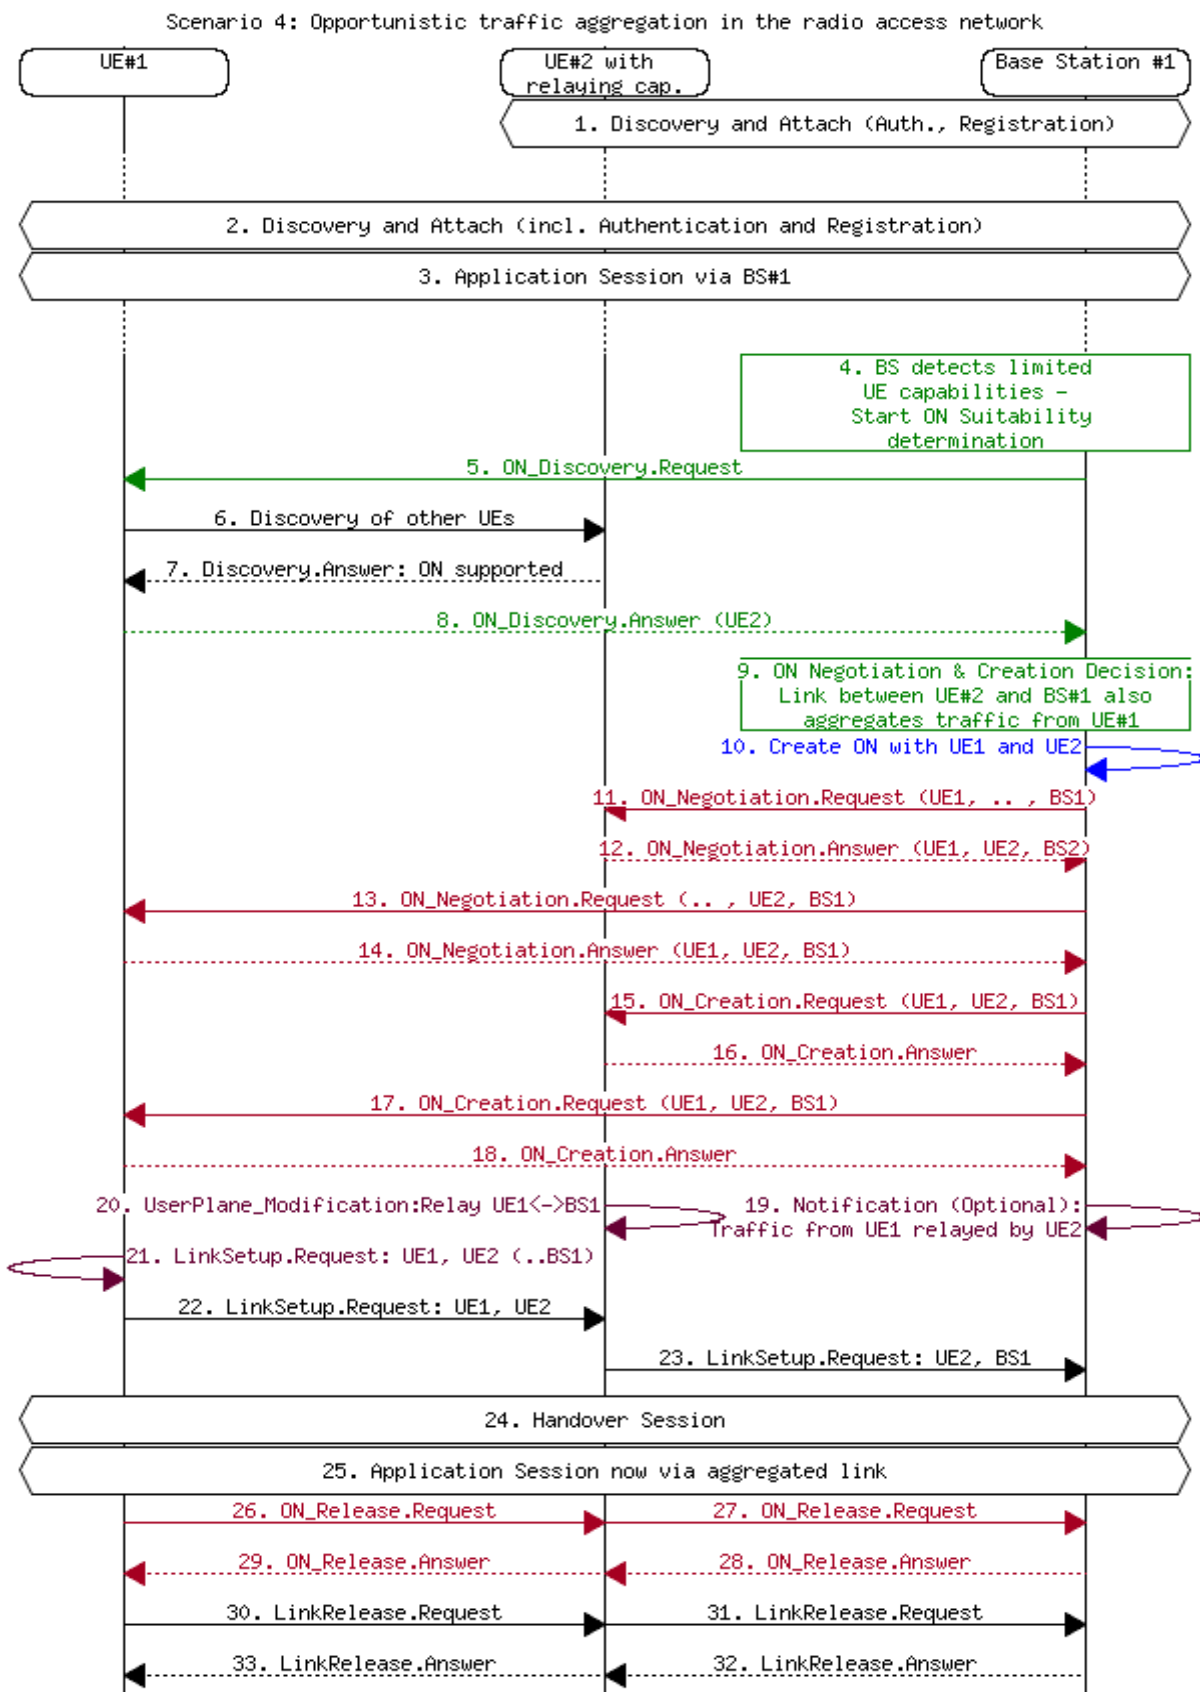 Scenario 4: Opportunistic traffic aggregation in the radio access network
UE#1
UE#2 with
relaying cap.
Base Station #1
1. Discovery and Attach (Auth., Registration)
2. Discovery and Attach (incl. Authentication and Registration)
3. Application Session via BS#1
4. BS detects limited
UE capabilities -
Start ON Suitability
determination
5. ON_Discovery.Request
6. Discovery of other UEs
7. Discovery.Answer: ON supported
8. ON_Discovery.Answer (UE2)
9. ON Negotiation & Creation Decision:
Link between UE#2 and BS#1 also
aggregates traffic from UE#1
10. Create ON with UE1 and UE2
11. ON_Negotiation.Request (UE1, .. , BS1)
12. ON_Negotiation.Answer (UE1, UE2, BS2)
13. ON_Negotiation.Request (.. , UE2, BS1)
14. ON_Negotiation.Answer (UE1, UE2, BS1)
15. ON_Creation.Request (UE1, UE2, BS1)
16. ON_Creation.Answer
17. ON_Creation.Request (UE1, UE2, BS1)
18. ON_Creation.Answer
20. UserPlane_Modification:Relay UE1<->BS1
19. Notification (Optional):
Traffic from UE1 relayed by UE2
21. LinkSetup.Request: UE1, UE2 (..BS1)
22. LinkSetup.Request: UE1, UE2
23. LinkSetup.Request: UE2, BS1
24. Handover Session
25. Application Session now via aggregated link
26. ON_Release.Request
27. ON_Release.Request
29. ON_Release.Answer
28. ON_Release.Answer
30. LinkRelease.Request
31. LinkRelease.Request
33. LinkRelease.Answer
32. LinkRelease.Answer